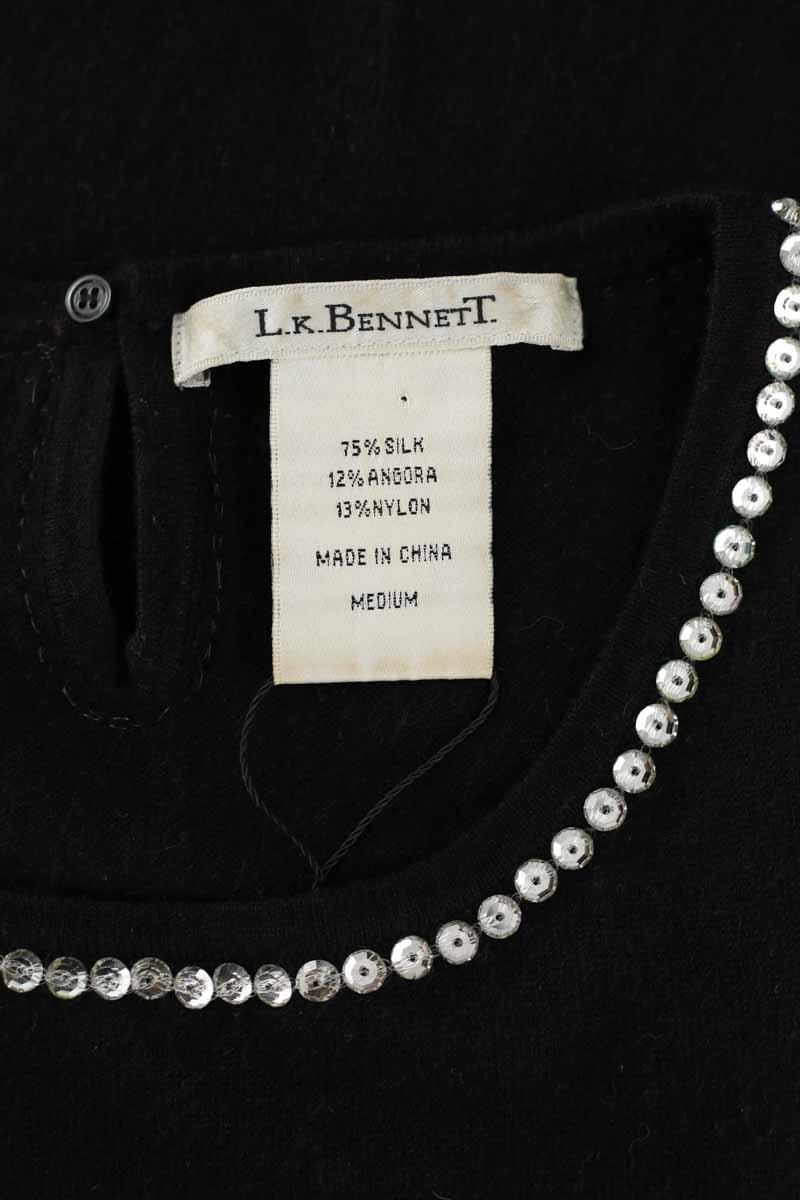 L.K.BENNETT.
75% SILK
12% ANGORA
13% NYLON
MADE IN CHINA
MEDIUM